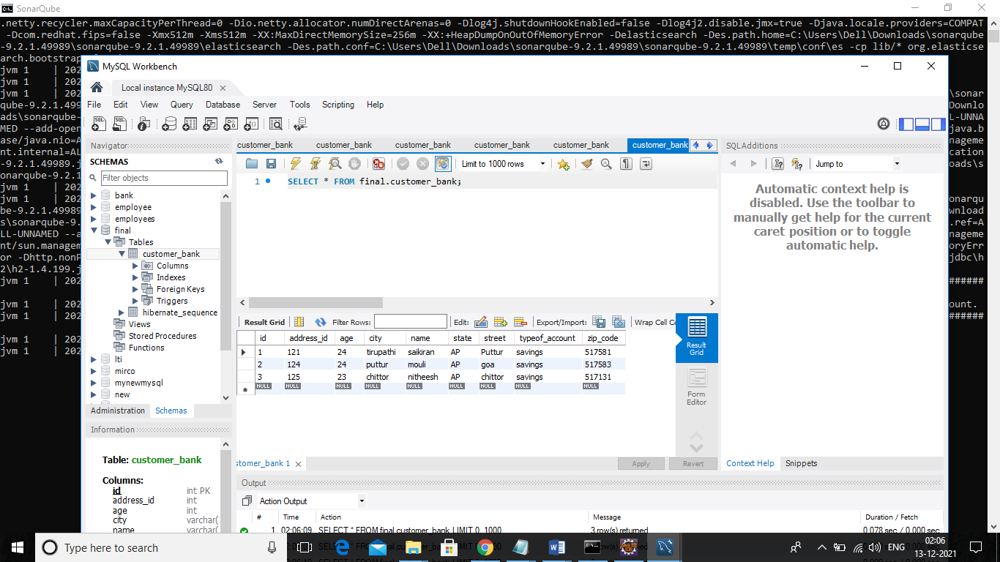 SonarQube
.netty.recycler.maxCapacityPerThread=0 -Dio.netty.allocator.numDirectArenas=0 -Dlog4j.shutdownHookEnabled=false -Dlog4j2.disable.jmx=true -Djava.locale.providers=COMPAT
-Dcom.redhat.fips=false -Xmx512m -Xms512m -XX:MaxDirectMemorySize=256m -XX:+HeapDumpOnOutOfMemoryError -Delasticsearch -Des.path.home=C:\Users\Dell\Downloads\sonarqube
-9.2.1.49989\sonarqube-9.2.1.49989\elasticsearch -Des.path.conf=C:\Users\Dell\Downloads\sonarqube-9.2.1.49989\sonarqube-9.2.1.49989\temp\conf\es -cp lib/* org.elasticse
arch.bootstrap
jvm 1 | 202
jvm 1 | 202
jvm 1 | 202
\sonar
qube-9.2.1.499
Downlo
ads\sonarqube-
L-UNNA
MED --add-open
java.b
ase/java.nio=A
nageme
nt.internal=AL
cation
-9.2.1.49989.j
oads\s
onarqube-9.2.1
jvm 1 | 202
jvm 1 | 202
onarqu
be-9.2.1.49989
wnload
s\sonarqube-9.
.ref=A
LL-UNNAMED --a
nageme
nt/sun.managem
oryErr
or -Dhttp.nonP
jdbc\h
2\h2-1.4.199.j
jvm 1 | 202
######
jvm 1 | 202
ount.
jvm 1 | 202
######
jvm 1 | 202
jvm 1 | 202
MySQL Workbench
Local instance MySQL80
File Edit View Query Database Server Tools Scripting Help
Navigator
SCHEMAS
Filter objects
bank
employee
employees
final
Tables
customer_bank
Columns
Indexes
Foreign Keys
Triggers
hibernate_sequence
Views
Stored Procedures
Functions
lti
mirco
mynewmysql
new
Administration Schemas
Information
Table: customer_bank
Columns:
id int PK
address_id int
age int
city varchar(
name varchar(
customer_bank customer_bank customer_bank customer_bank customer_bank customer_bank
Limit to 1000 rows
1 SELECT * FROM final.customer_bank;
Result Grid Filter Rows: Edit: Export/Import: Wrap Cell Co
id address_id age city name state street typeof_account zip_code
1 121 24 tirupathi saikiran AP Puttur savings 517581
2 124 24 puttur mouli AP goa savings 517583
3 125 23 chittor nitheesh AP chittor savings 517131
NULL NULL NULL NULL NULL NULL NULL NULL NULL
Result
Grid
Form
Editor
stomer_bank 1
Apply Revert
SQLAdditions
Jump to
Automatic context help is
disabled. Use the toolbar to
manually get help for the current
caret position or to toggle
automatic help.
Context Help Snippets
Output
Action Output
# Time Action Message Duration / Fetch
1 02:06:09 SELECT * FROM final.customer_bank LIMIT 0, 1000 3 row(s) returned 0.078 sec / 0.000 sec
Type here to search
ENG
02:06
13-12-2021